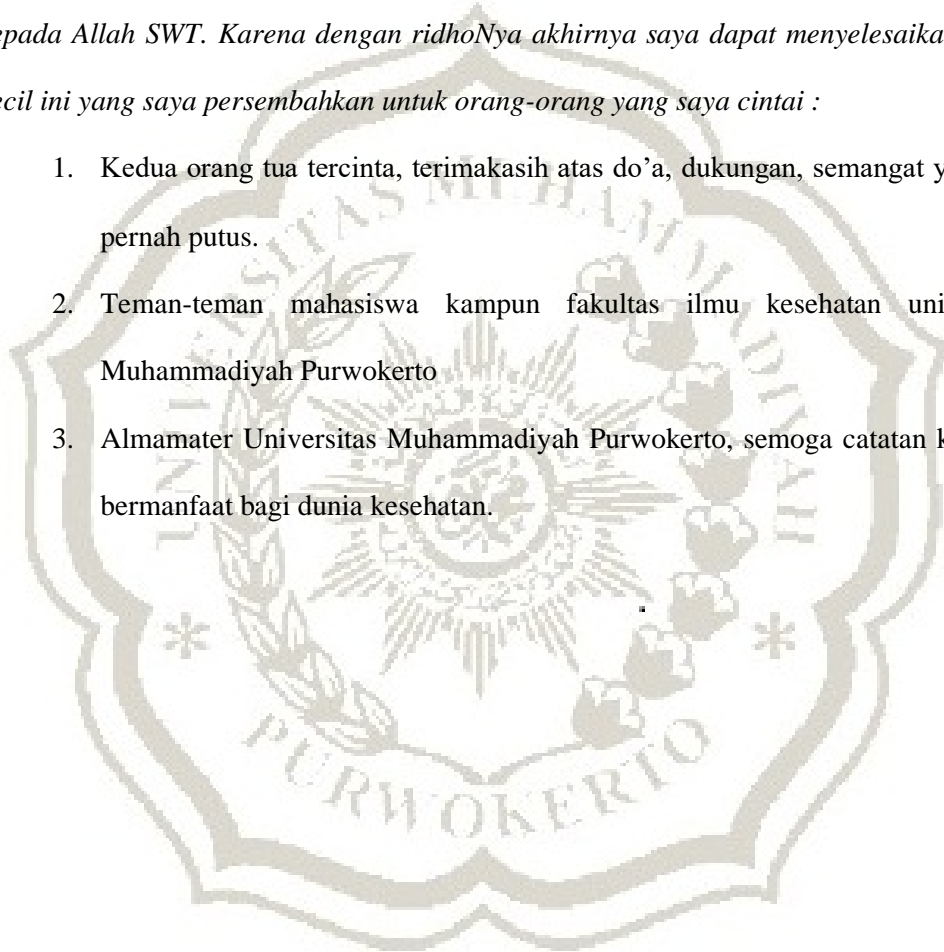 epada Allah SWT. Karena dengan ridhoNya akhirnya saya dapat menyelesaika
ecil ini yang saya persembahkan untuk orang-orang yang saya cintai :
1. Kedua orang tua tercinta, terimakasih atas do’a, dukungan, semangat y
pernah putus.
2. Teman-teman mahasiswa kampun fakultas ilmu kesehatan uni
Muhammadiyah Purwokerto
3. Almamater Universitas Muhammadiyah Purwokerto, semoga catatan k
bermanfaat bagi dunia kesehatan.
UNIVERSITAS MUHAMMADIYAH
PURWOKERTO